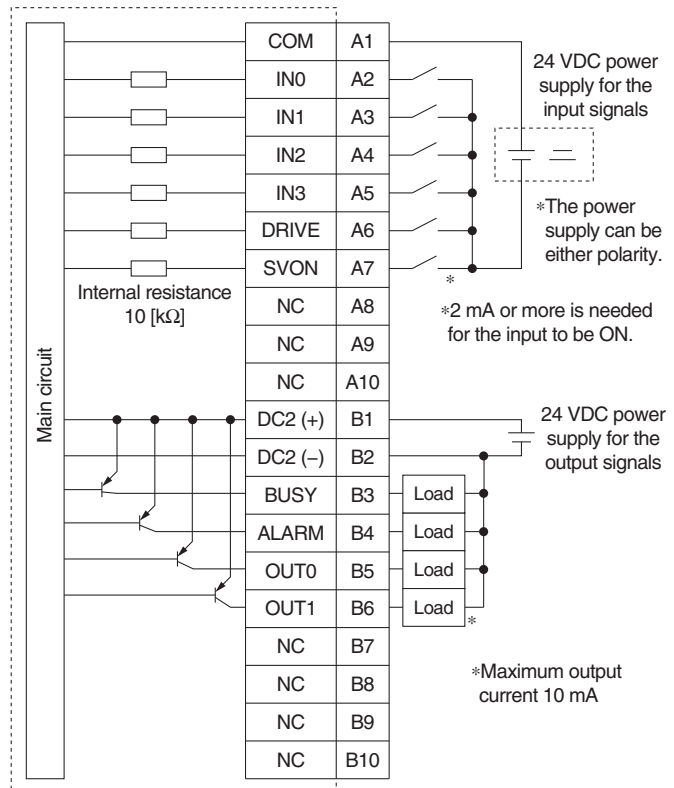 COM A1
IN0 A2
IN1 A3
IN2 A4
IN3 A5
DRIVE A6
SVON A7
NC A8
NC A9
NC A10
DC2 (+) B1
DC2 (−) B2
BUSY B3
ALARM B4
OUT0 B5
OUT1 B6
NC B7
NC B8
NC B9
NC B10
Main circuit
Internal resistance
10 [kΩ]
24 VDC power
supply for the
input signals
*The power
supply can be
either polarity.
*
*2 mA or more is needed
for the input to be ON.
24 VDC power
supply for the
output signals
Load
Load
Load
Load
*
*Maximum output
current 10 mA